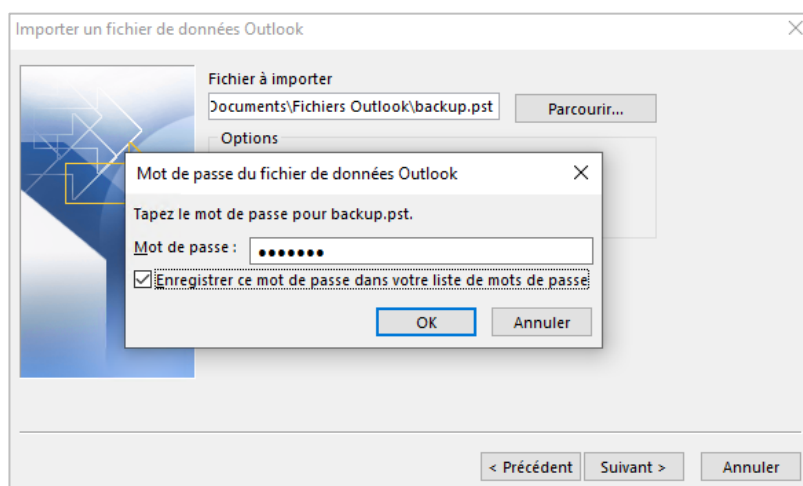 Importer un fichier de données Outlook
Fichier à importer
Documents\Fichiers Outlook\backup.pst
Parcourir...
Options
Mot de passe du fichier de données Outlook
Tapez le mot de passe pour backup.pst.
Mot de passe : •••••••
Enregistrer ce mot de passe dans votre liste de mots de passe
OK
Annuler
< Précédent
Suivant >
Annuler